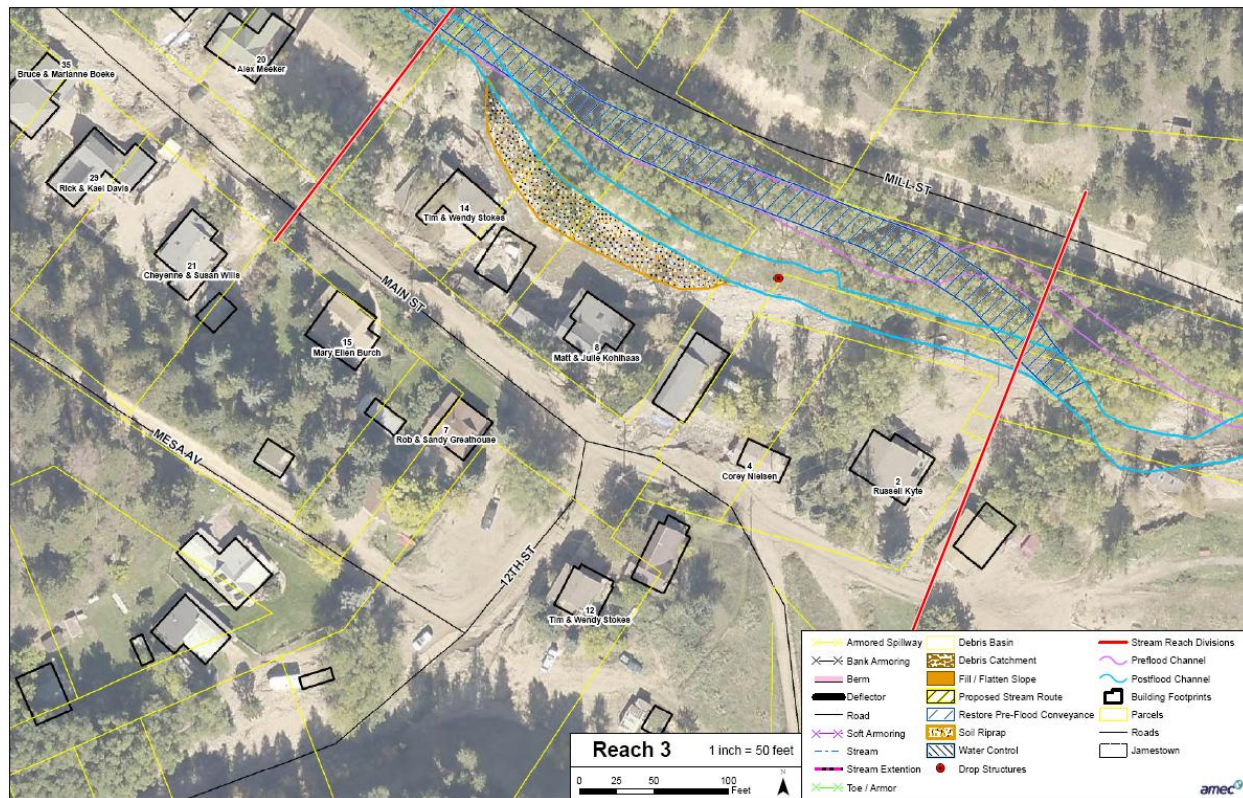 20
Alex Meeker
35
Bruce & Marianne Boeke
29
Rick & Kael Davis
21
Cheyenne & Susan Wills
14
Tim & Wendy Stokes
MILL ST
MAIN ST
15
Mary Ellen Burch
8
Matt & Julie Kohlhaas
7
Rob & Sandy Greathouse
MESA AV
4
Corey Nielsen
2
Russell Kyte
12TH ST
12
Tim & Wendy Stokes
Reach 3
1 inch = 50 feet
0 25 50 100
Feet
N
Armored Spillway
Bank Armoring
Berm
Deflector
Road
Soft Armoring
Stream
Stream Extention
Toe / Armor
Debris Basin
Debris Catchment
Fill / Flatten Slope
Proposed Stream Route
Restore Pre-Flood Conveyance
Soil Riprap
Water Control
Drop Structures
Stream Reach Divisions
Preflood Channel
Postflood Channel
Building Footprints
Parcels
Roads
Jamestown
amec